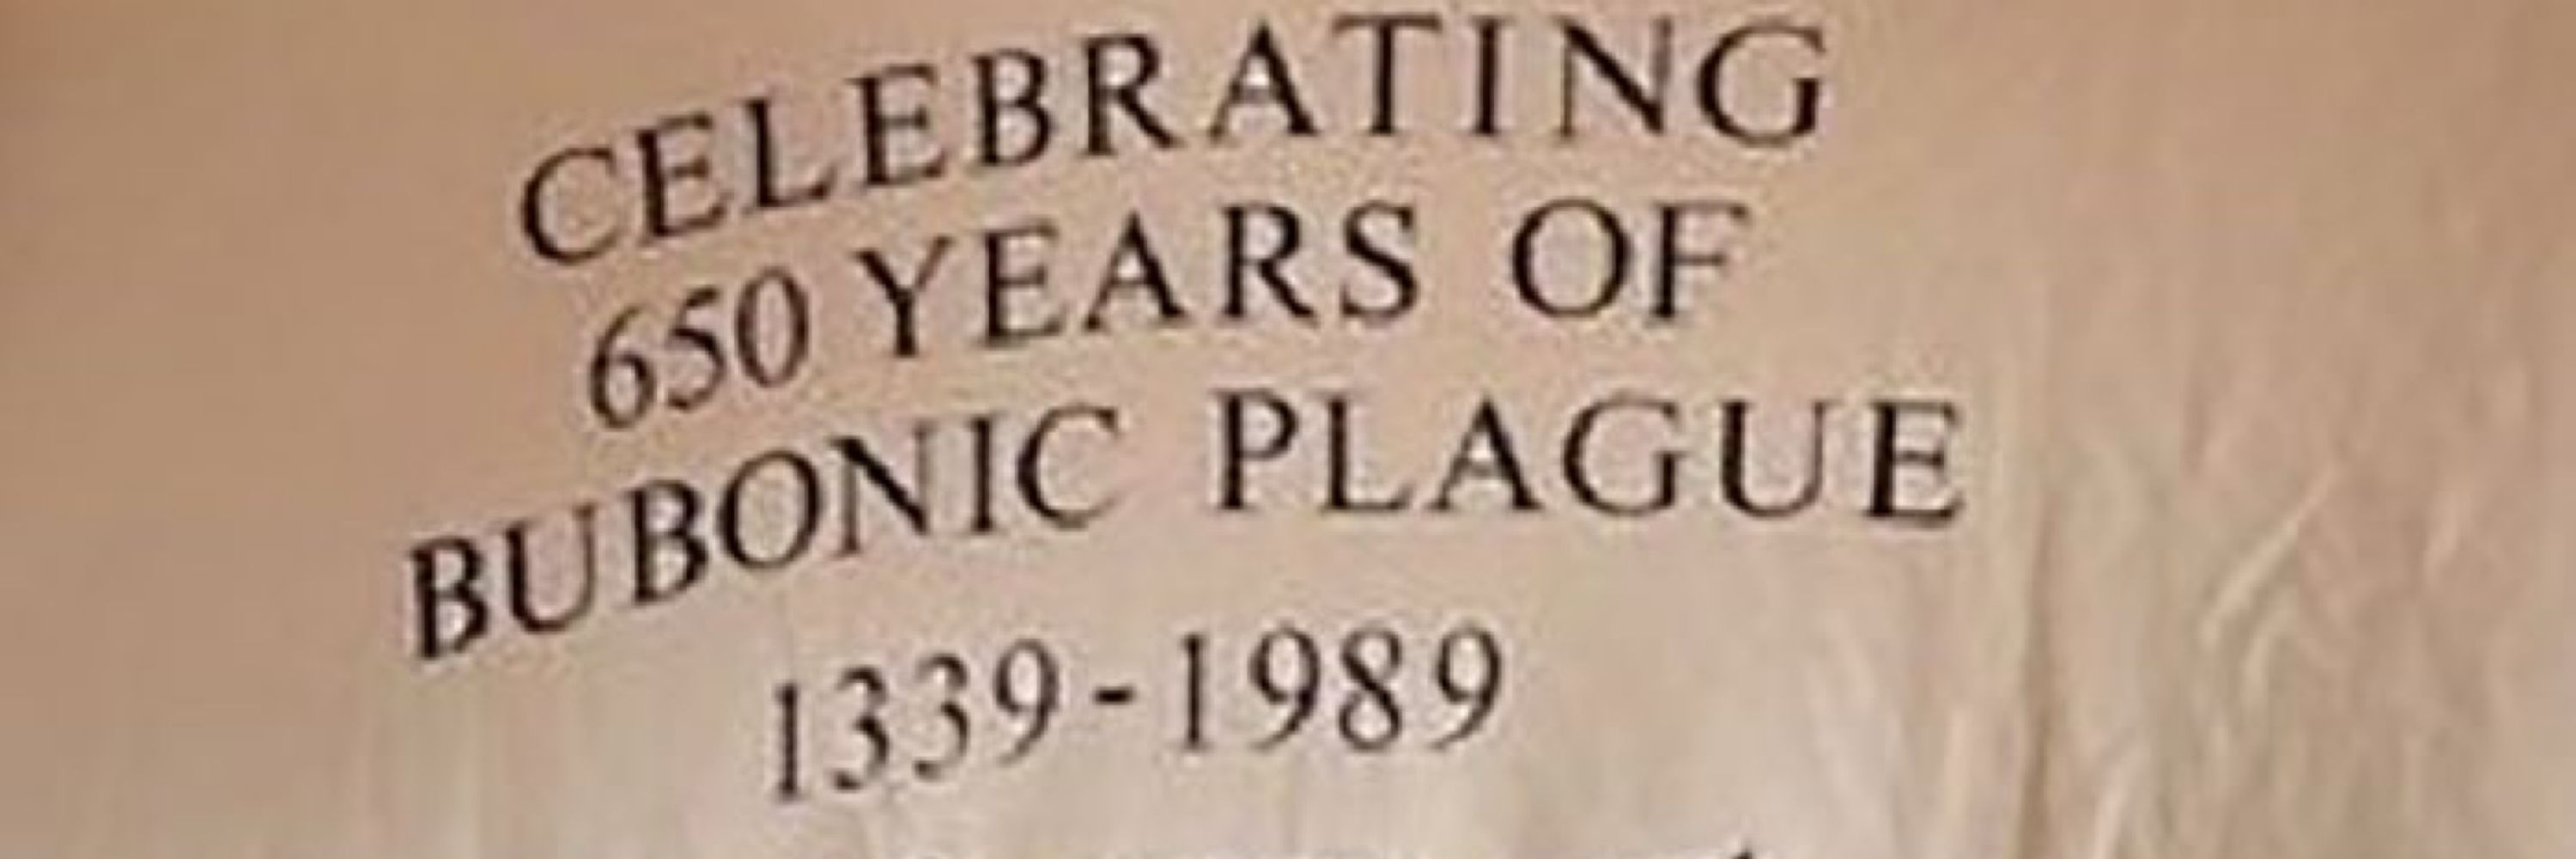 CELEBRATING
650 YEARS OF
BUBONIC PLAGUE
1339-1989